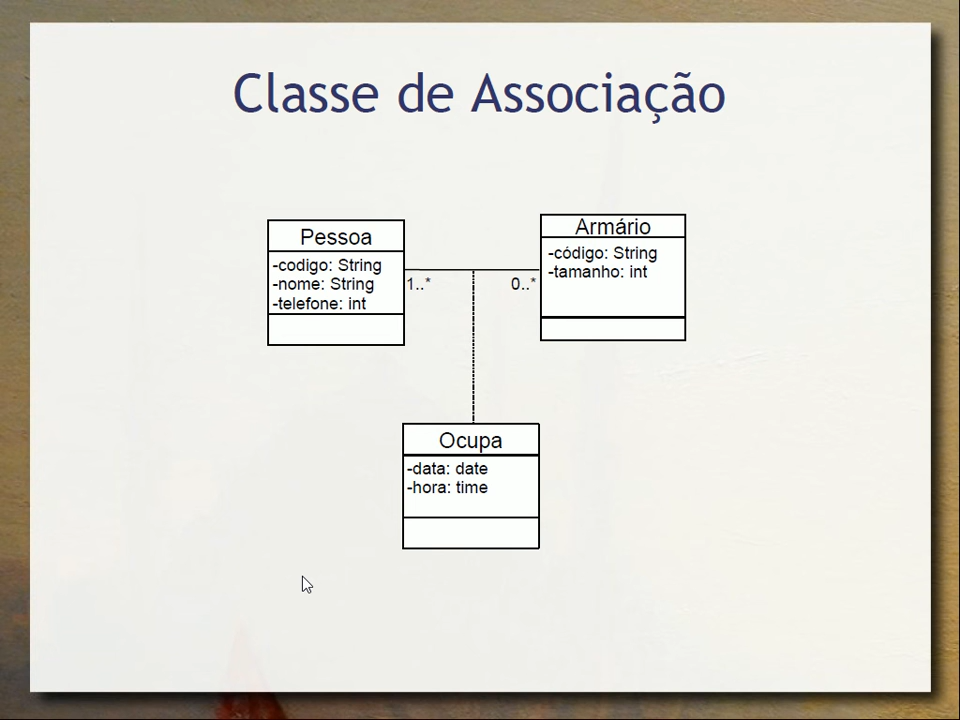 Classe de Associação
Pessoa
-codigo: String
-nome: String
-telefone: int
1..*
0..*
Armário
-código: String
-tamanho: int
Ocupa
-data: date
-hora: time